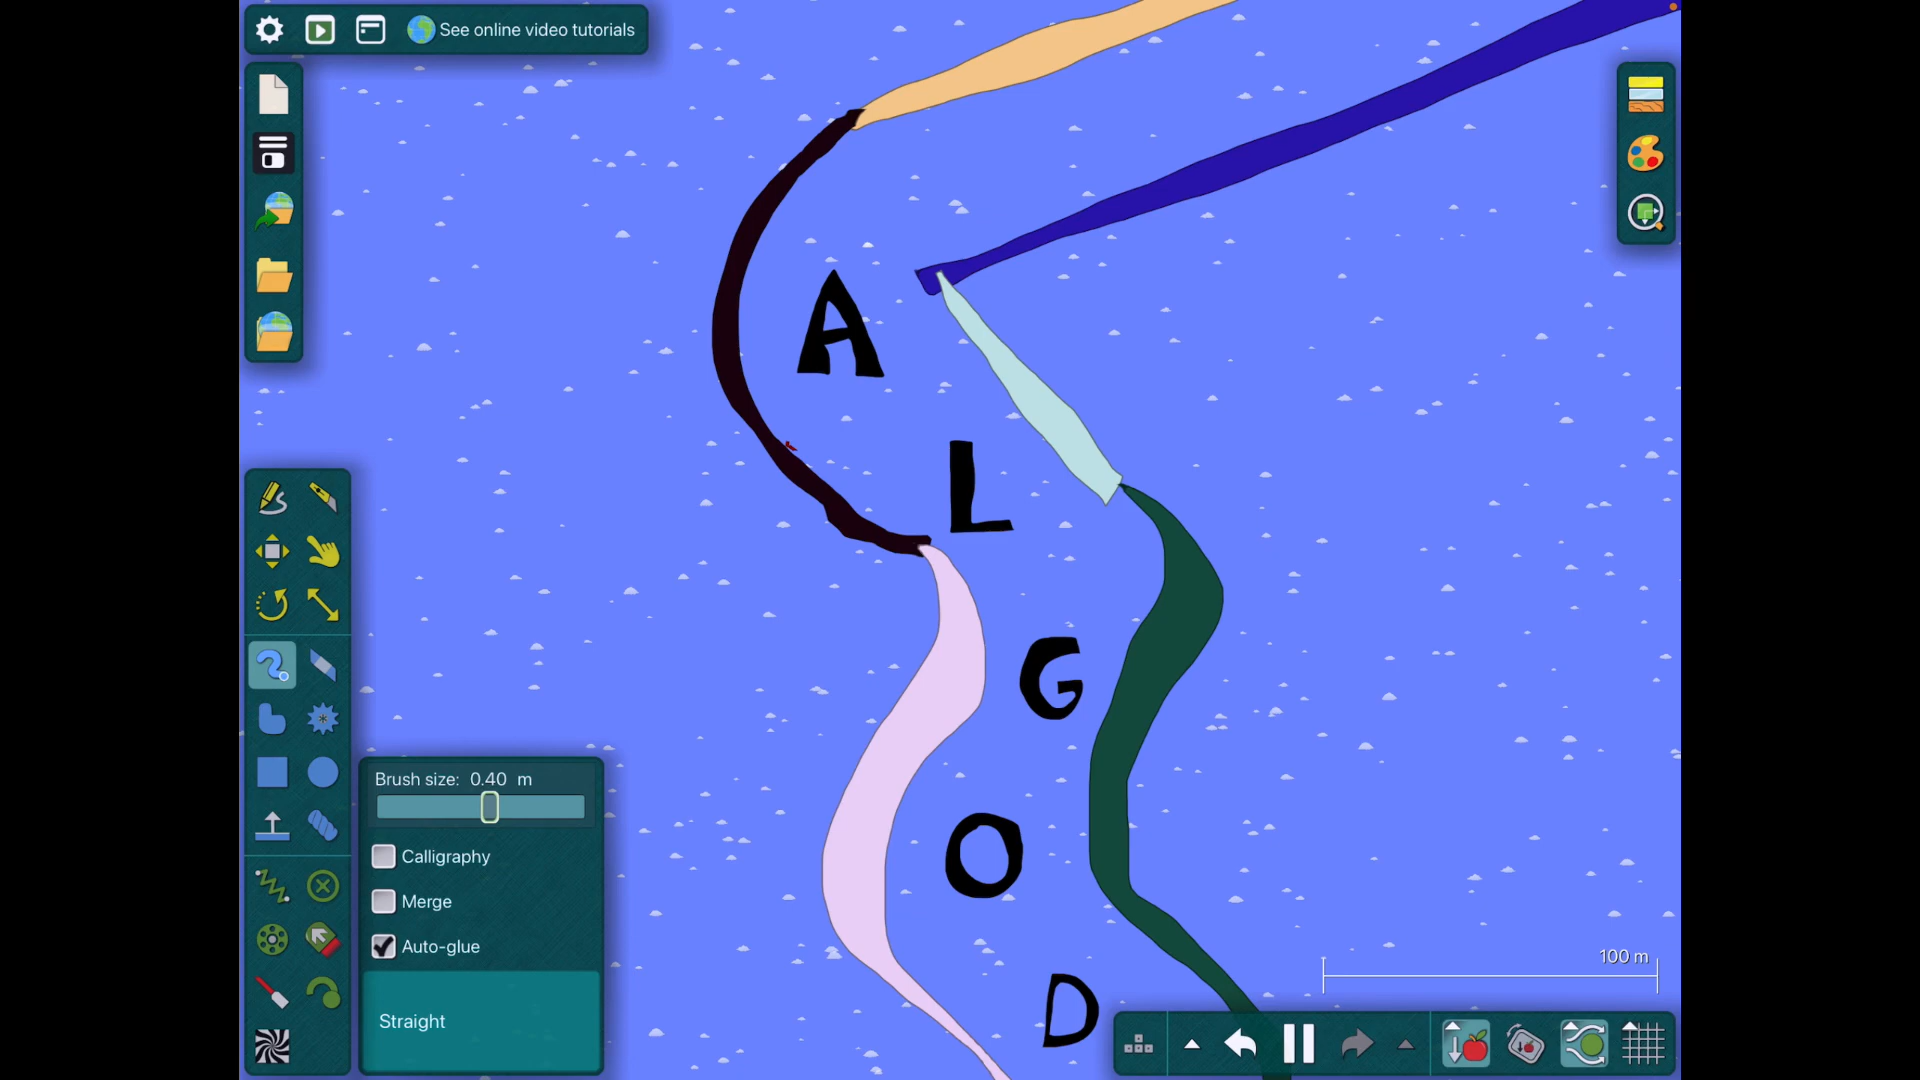 See online video tutorials
A
L
G
O
D
Brush size: 0.40 m
Calligraphy
Merge
Auto-glue
Straight
100 m